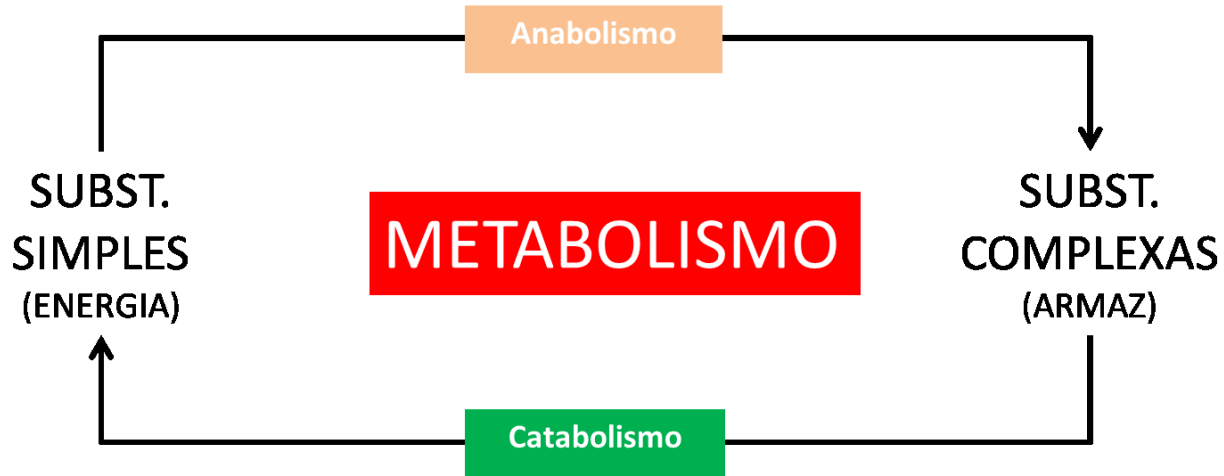 Anabolismo
SUBST.
SIMPLES
(ENERGIA)
METABOLISMO
SUBST.
COMPLEXAS
(ARMAZ)
Catabolismo